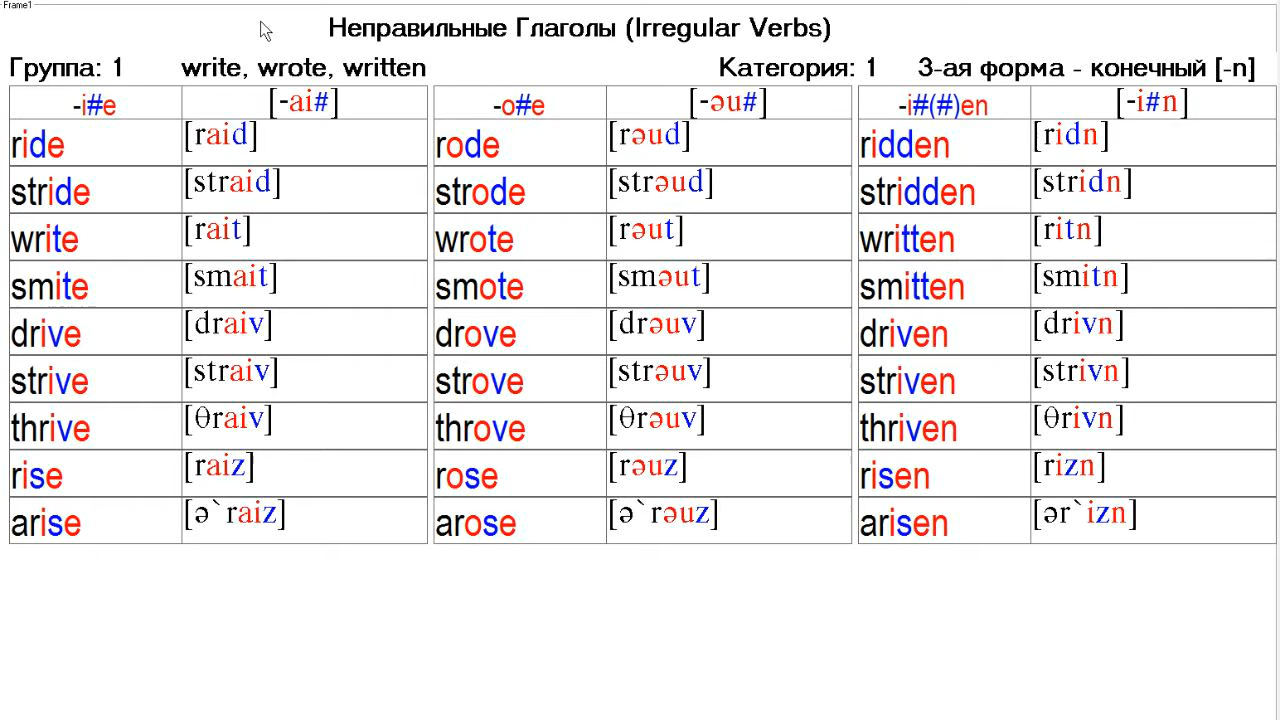 Frame1
Неправильные Глаголы (Irregular Verbs)
Группа: 1 write, wrote, written Категория: 1 3-ая форма - конечный [-n]
-i#e [-ai#] -o#e [-əu#] -i#(#)en [-i#n]
ride [raid] rode [rəud] ridden [ridn]
stride [straid] strode [strəud] stridden [stridn]
write [rait] wrote [rəut] written [ritn]
smite [smait] smote [sməut] smitten [smitn]
drive [draiv] drove [drəuv] driven [drivn]
strive [straiv] strove [strəuv] striven [strivn]
thrive [θraiv] throve [θrəuv] thriven [θrivn]
rise [raiz] rose [rəuz] risen [rizn]
arise [ə`raiz] arose [ə`rəuz] arisen [ər`izn]